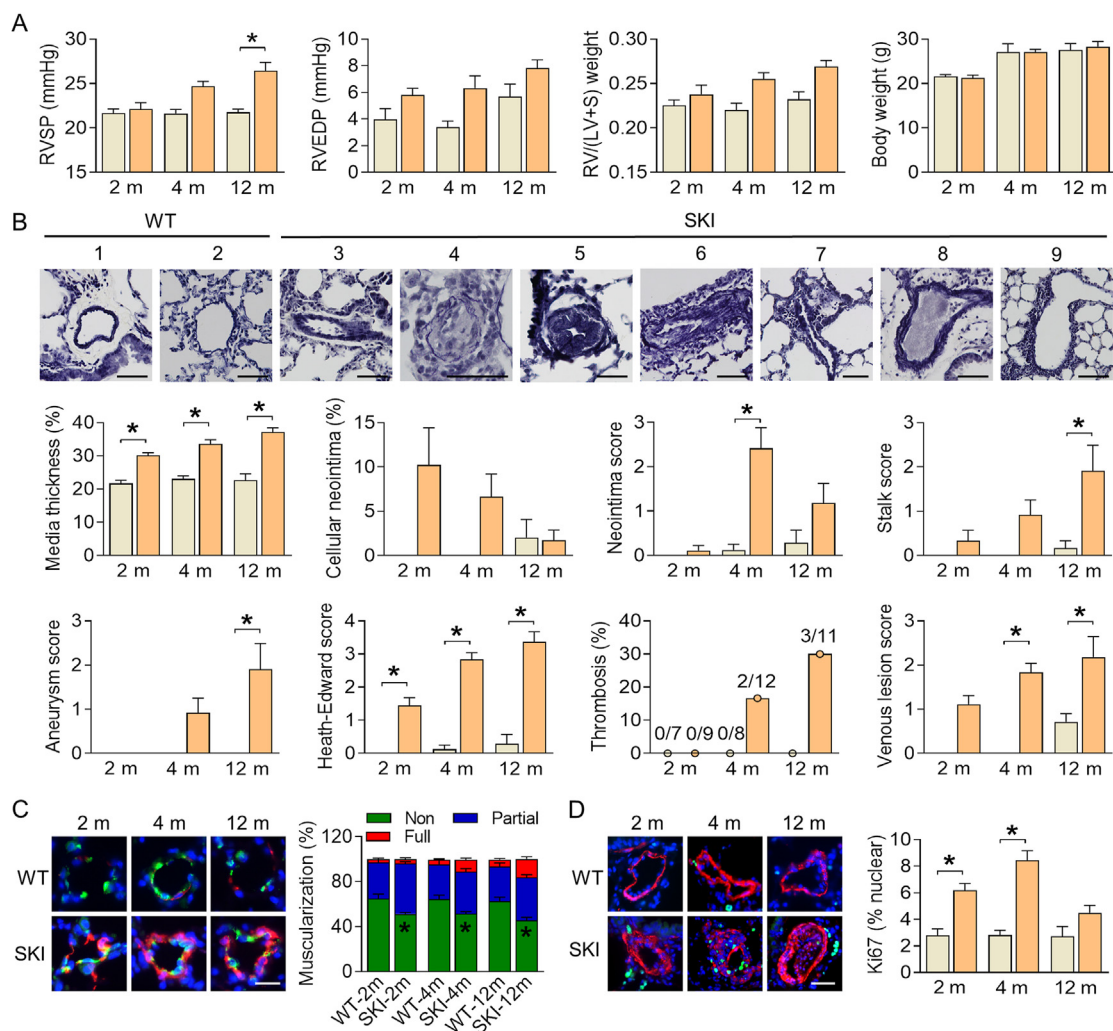 A
RVSP (mmHg)
30
25
20
15
*
2 m 4 m 12 m
RVEDP (mmHg)
10
8
6
4
2
0
2 m 4 m 12 m
RV/(LV+S) weight
0.30
0.25
0.20
0.15
2 m 4 m 12 m
Body weight (g)
30
20
10
0
2 m 4 m 12 m
B
WT SKI
1 2 3 4 5 6 7 8 9
Media thickness (%)
40
30
20
10
0
* * *
2 m 4 m 12 m
Cellular neointima (%)
15
10
5
0
2 m 4 m 12 m
Neointima score
3
2
1
0
*
2 m 4 m 12 m
Stalk score
3
2
1
0
*
2 m 4 m 12 m
Aneurysm score
3
2
1
0
*
2 m 4 m 12 m
Heath-Edward score
4
3
2
1
0
* * *
2 m 4 m 12 m
Thrombosis (%)
40
30
20
10
0
0/7 0/9 0/8 2/12 3/11
2 m 4 m 12 m
Venous lesion score
3
2
1
0
* *
2 m 4 m 12 m
C
2 m 4 m 12 m
WT
SKI
Non Partial
Full
Muscularization (%)
120
80
40
0
* * *
WT-2m
SKI-2m
WT-4m
SKI-4m
WT-12m
SKI-12m
D
2 m 4 m 12 m
WT
SKI
Ki67 (% nuclear)
10
8
6
4
2
0
* *
2 m 4 m 12 m